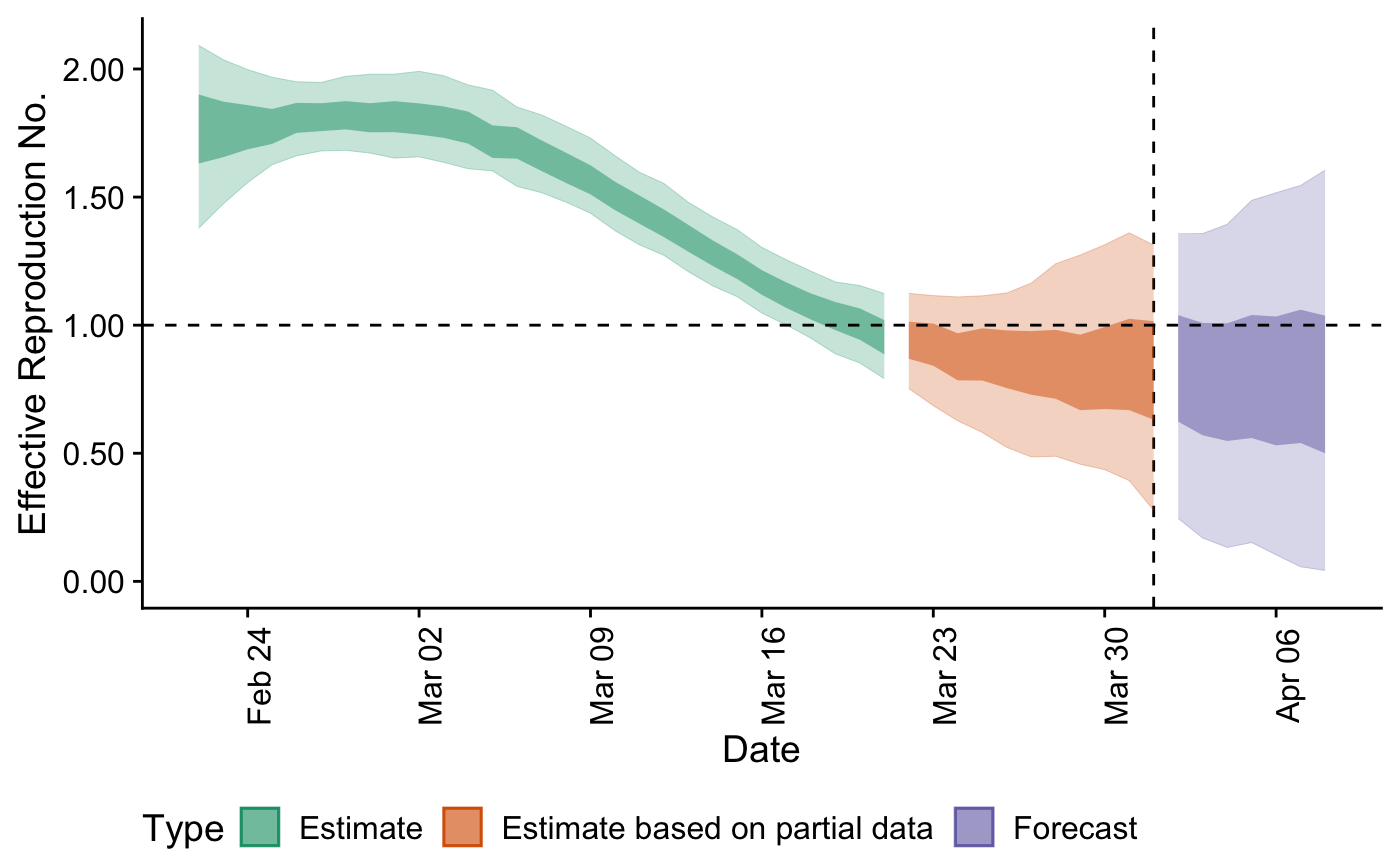 Effective Reproduction No.
2.00
1.50
1.00
0.50
0.00
Feb 24
Mar 02
Mar 09
Mar 16
Mar 23
Mar 30
Apr 06
Date
Type Estimate Estimate based on partial data Forecast